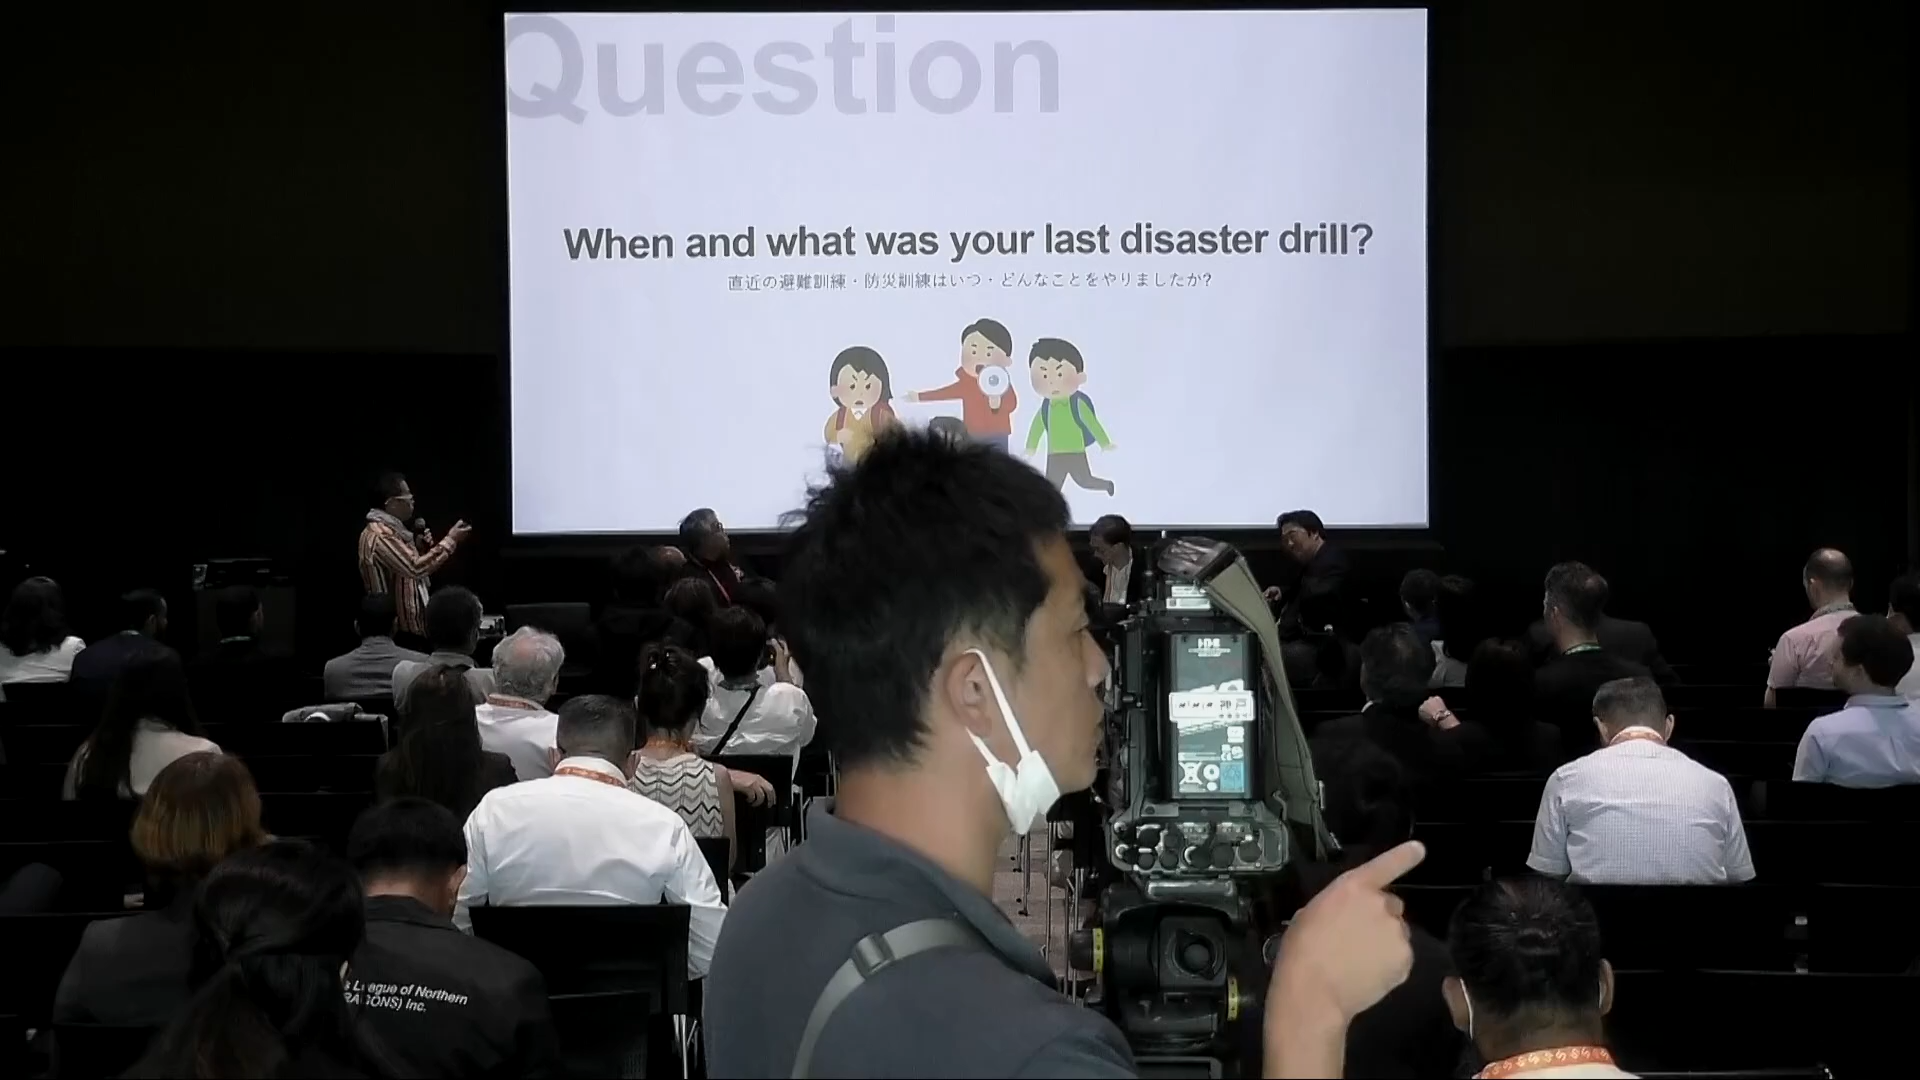 Question
When and what was your last disaster drill?
直近の避難訓練・防災訓練はいつ・どんなことをやりましたか?
League of Northern
RAGONS) Inc.